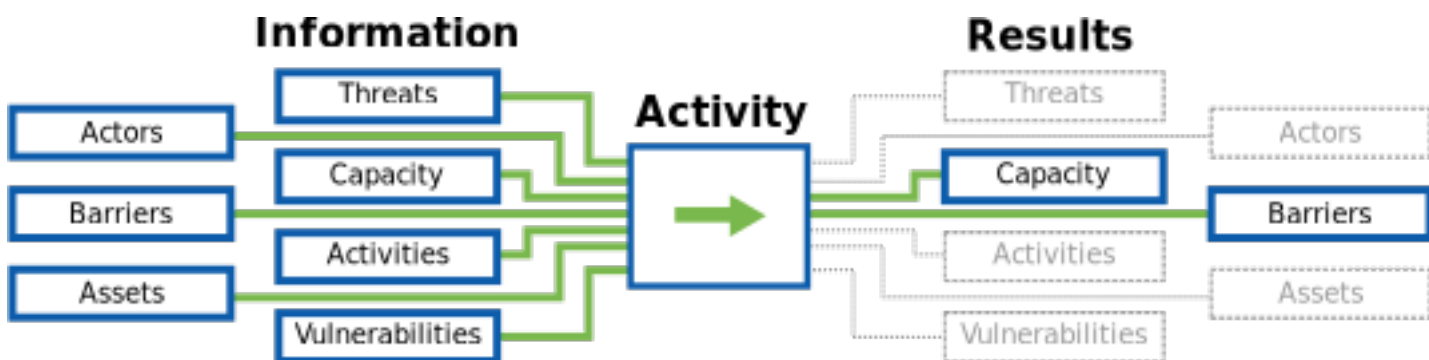 Information
Results
Activity
Threats
Actors
Capacity
Barriers
Activities
Assets
Vulnerabilities
Threats
Actors
Capacity
Barriers
Activities
Assets
Vulnerabilities